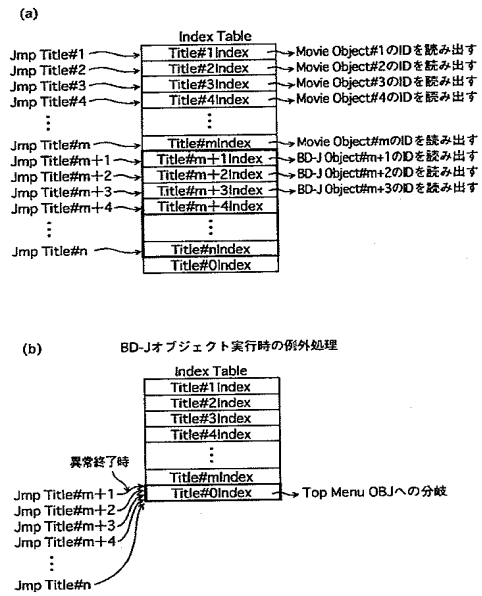 (a)
Index Table
Jmp Title#1 Title#1Index Movie Object#1のIDを読み出す
Jmp Title#2 Title#2Index Movie Object#2のIDを読み出す
Jmp Title#3 Title#3Index Movie Object#3のIDを読み出す
Jmp Title#4 Title#4Index Movie Object#4のIDを読み出す
Jmp Title#m Title#mIndex Movie Object#mのIDを読み出す
Jmp Title#m+1 Title#m+1Index BD-J Object#m+1のIDを読み出す
Jmp Title#m+2 Title#m+2Index BD-J Object#m+2のIDを読み出す
Jmp Title#m+3 Title#m+3Index BD-J Object#m+3のIDを読み出す
Jmp Title#m+4 Title#m+4Index
Jmp Title#n Title#nIndex
Title#0Index
(b) BD-Jオブジェクト実行時の例外処理
Index Table
Title#1Index
Title#2Index
Title#3Index
Title#4Index
異常終了時
Title#mIndex
Jmp Title#m+1 Title#0Index Top Menu OBJへの分岐
Jmp Title#m+2
Jmp Title#m+3
Jmp Title#m+4
Jmp Title#n